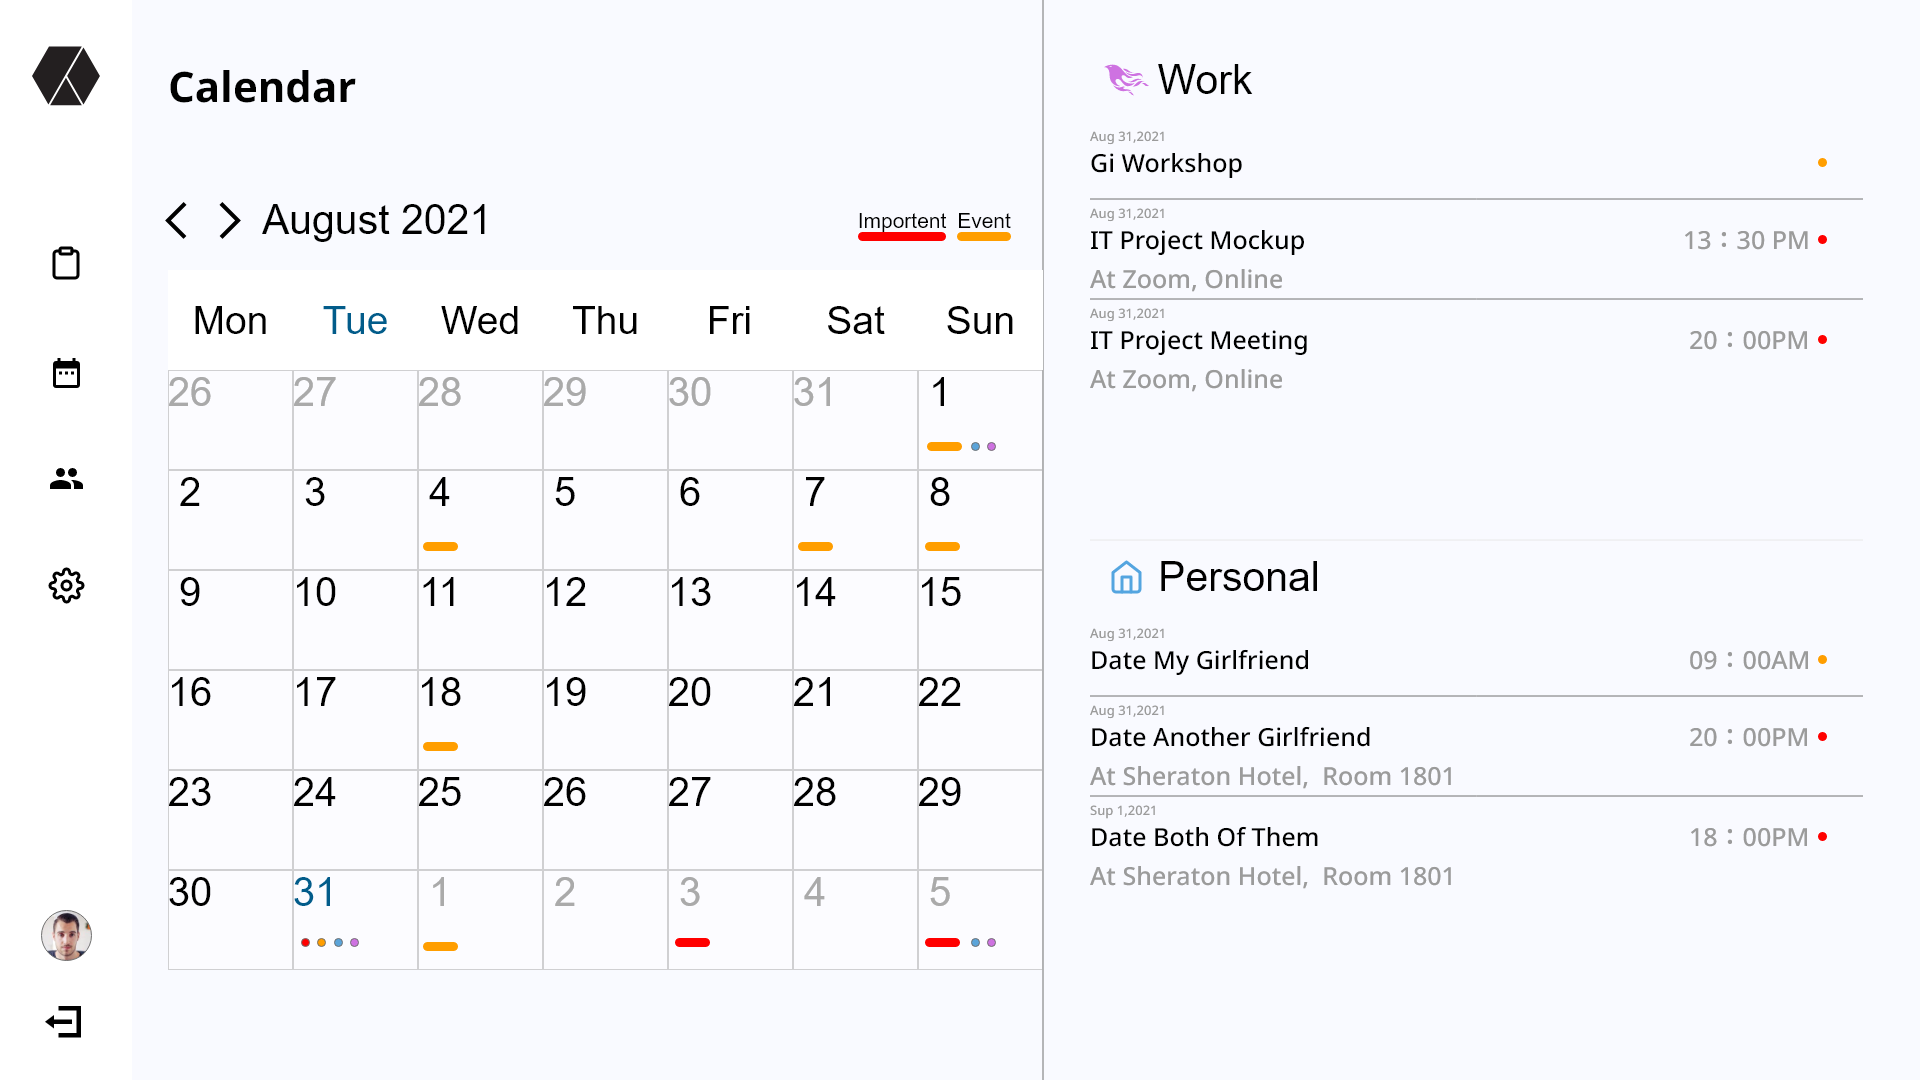 Calendar
August 2021
Importent Event
Mon Tue Wed Thu Fri Sat Sun
26 27 28 29 30 31 1
2 3 4 5 6 7 8
9 10 11 12 13 14 15
16 17 18 19 20 21 22
23 24 25 26 27 28 29
30 31 1 2 3 4 5
Work
Aug 31,2021
Gi Workshop
Aug 31,2021
IT Project Mockup 13 : 30 PM
At Zoom, Online
Aug 31,2021
IT Project Meeting 20 : 00PM
At Zoom, Online
Personal
Aug 31,2021
Date My Girlfriend 09 : 00AM
Aug 31,2021
Date Another Girlfriend 20 : 00PM
At Sheraton Hotel, Room 1801
Sup 1,2021
Date Both Of Them 18 : 00PM
At Sheraton Hotel, Room 1801